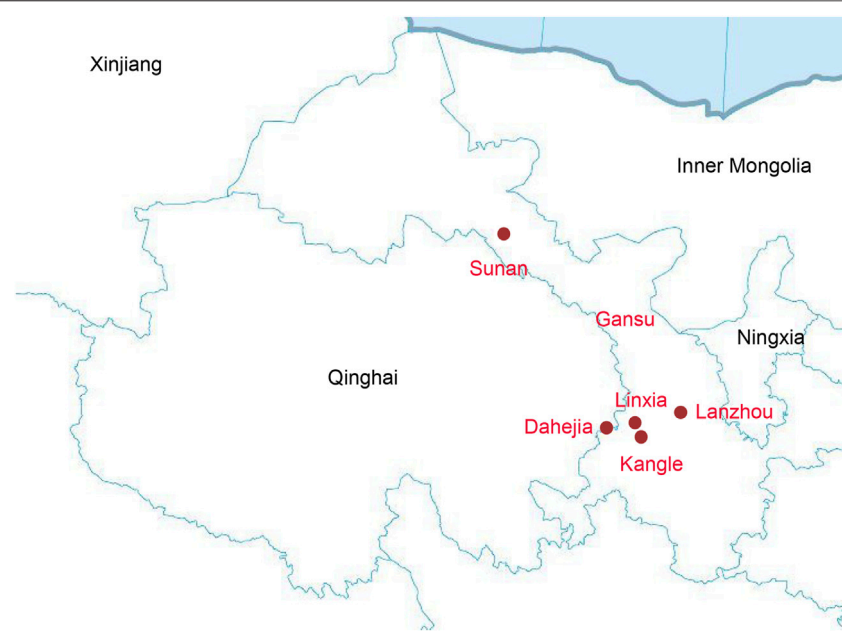 Xinjiang
Inner Mongolia
Sunan
Gansu
Ningxia
Qinghai
Linxia
Lanzhou
Dahejia
Kangle